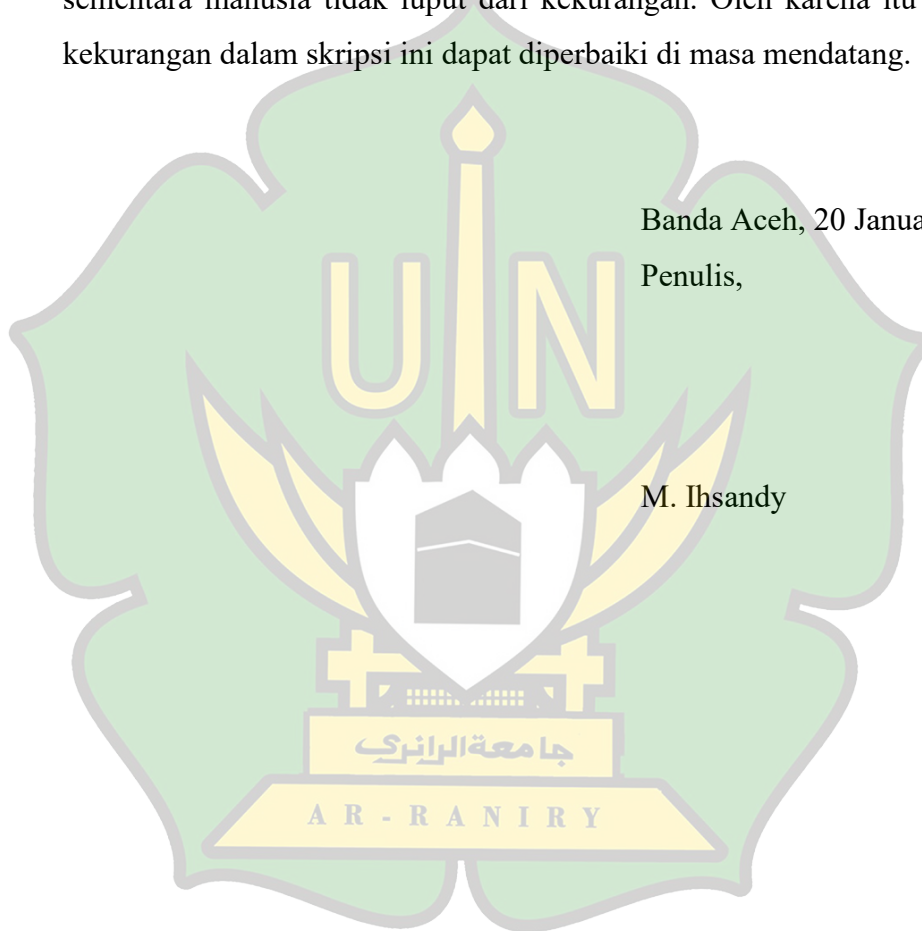 sementara manusia tidak luput dari kekurangan. Oleh karena itu
kekurangan dalam skripsi ini dapat diperbaiki di masa mendatang.
Banda Aceh, 20 Janua
Penulis,
UIN
M. Ihsandy
جامعةالرانري
AR-RANIRY